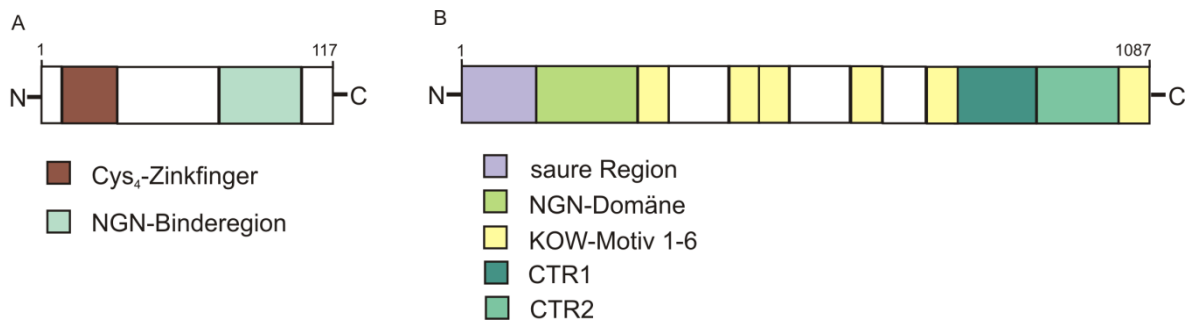 A
1 117
N C
Cys₄-Zinkfinger
NGN-Binderegion
B
1 1087
N C
saure Region
NGN-Domäne
KOW-Motiv 1-6
CTR1
CTR2